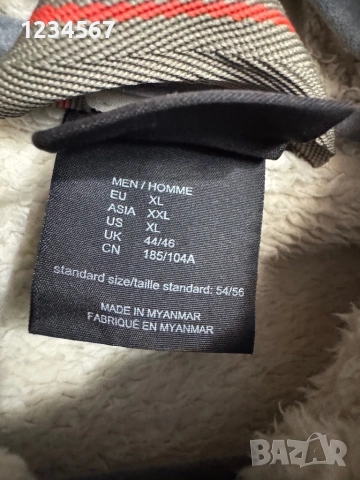 1234567
MEN / HOMME
EU XL
ASIA XXL
US XL
UK 44/46
CN 185/104A
standard size/taille standard: 54/56
MADE IN MYANMAR
FABRIQUÉ EN MYANMAR
BAZAR